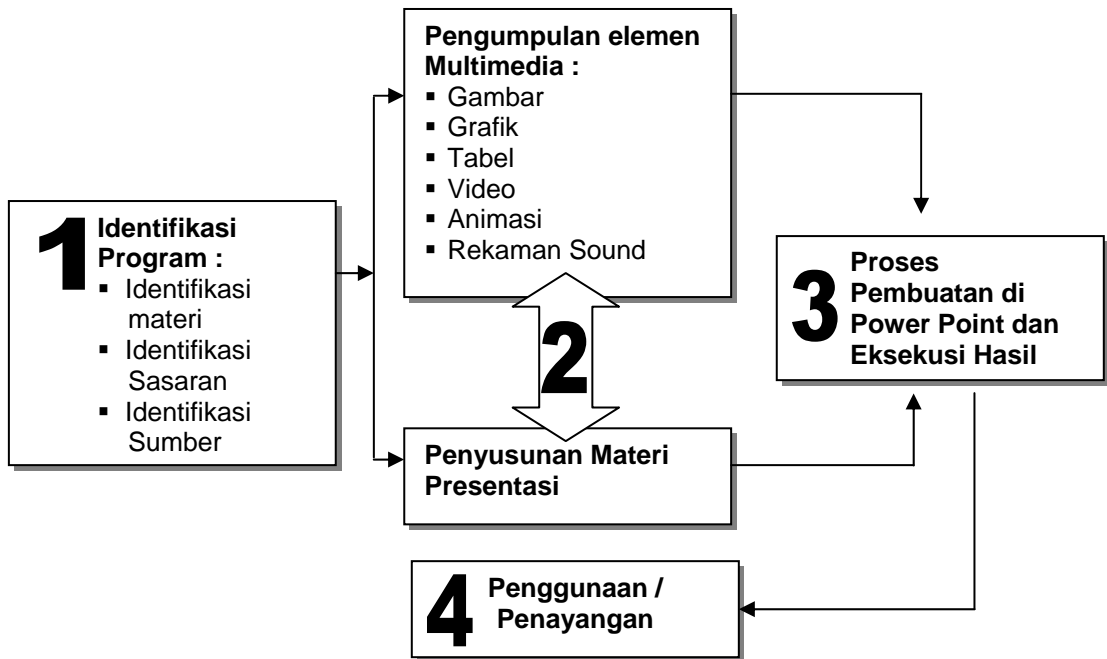 1
Identifikasi
Program :
▪ Identifikasi
materi
▪ Identifikasi
Sasaran
▪ Identifikasi
Sumber
Pengumpulan elemen
Multimedia :
▪ Gambar
▪ Grafik
▪ Tabel
▪ Video
▪ Animasi
▪ Rekaman Sound
2
Penyusunan Materi
Presentasi
3
Proses
Pembuatan di
Power Point dan
Eksekusi Hasil
4
Penggunaan /
Penayangan